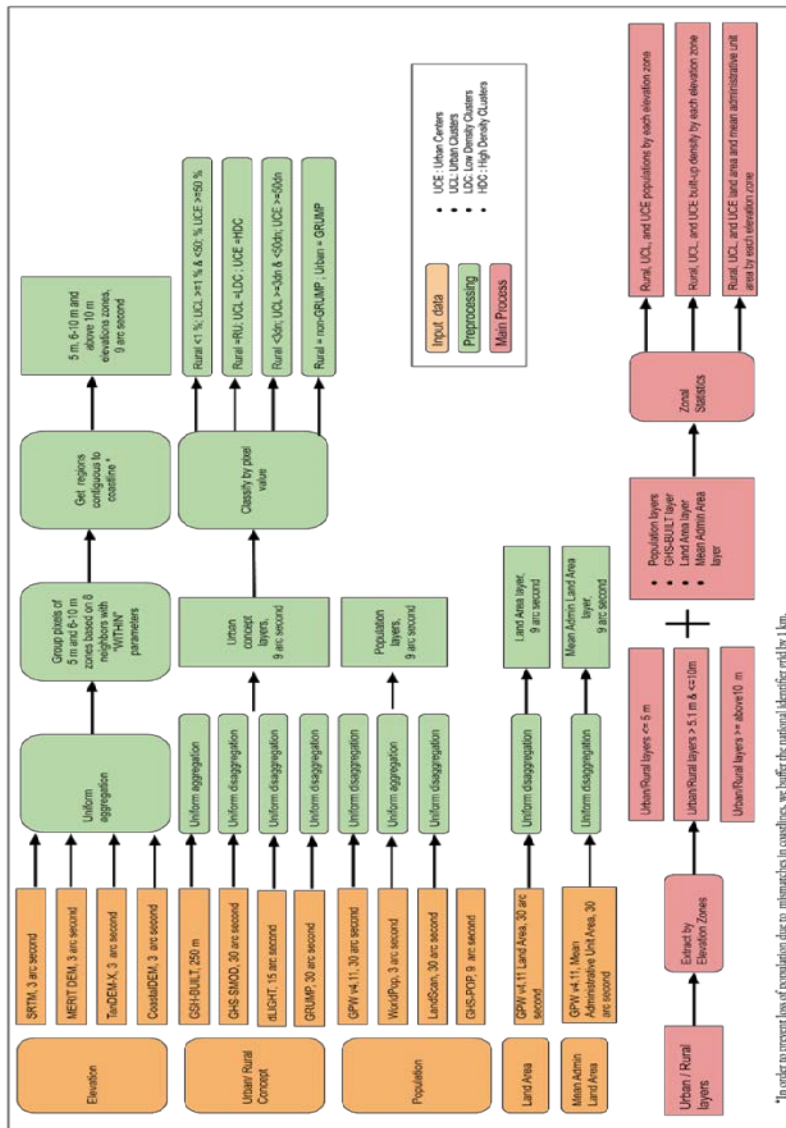 Elevation
SRTM, 3 arc second
MERIT DEM, 3 arc second
TanDEM-X, 3 arc second
CoastalDEM, 3 arc second
Uniform
aggregation
Group pixels of
5 m and 6-10 m
zones based on 8
neighbors with
"WITHIN"
parameters
Get regions
contiguous to
coastline *
5 m, 6-10 m and
above 10 m
elevations zones,
9 arc second
Urban/ Rural
Concept
GSH-BUILT, 250 m
GHS-SMOD, 30 arc second
dLIGHT, 15 arc second
GRUMP, 30 arc second
Uniform aggregation
Uniform disaggregation
Uniform disaggregation
Uniform disaggregation
Urban
concept
layers,
9 arc second
Classify by pixel
value
Rural <1 %; UCL >=1 % & <50; % UCE >=50 %
Rural =RU; UCL =LDC ; UCE =HDC
Rural <3dn; UCL >=3dn & <50dn; UCE >=50dn
Rural = non-GRUMP ; Urban = GRUMP
Population
GPW v4.11, 30 arc second
WorldPop, 3 arc second
LandScan, 30 arc second
GHS-POP, 9 arc second
Uniform disaggregation
Uniform aggregation
Uniform disaggregation
Population
layers,
9 arc second
Land Area
GPW v4.11 Land Area, 30 arc
second
Uniform disaggregation
Land Area layer,
9 arc second
Mean Admin
Land Area
GPW v4.11, Mean
Administrative Unit Area, 30
arc second
Uniform disaggregation
Mean Admin Land Area
layer,
9 arc second
Input data
Preprocessing
Main Process
• UCE : Urban Centers
• UCL: Urban Clusters
• LDC: Low Density Clusters
• HDC : High Density CLusters
Urban / Rural
layers
Extract by
Elevation Zones
Urban/Rural layers <= 5 m
Urban/Rural layers > 5.1 m & <=10m
Urban/Rural layers >= above10 m
+
• Population layers
• GHS-BUILT layer
• Land Area layer
• Mean Admin Area
layer
Zonal
Statistics
Rural, UCL, and UCE populations by each elevation zone
Rural, UCL, and UCE built-up density by each elevation zone
Rural, UCL, and UCE land area and mean administrative unit
area by each elevation zone
*In order to prevent loss of population due to mismatches in coastlines, we buffer the national identifier grid by 1 km.